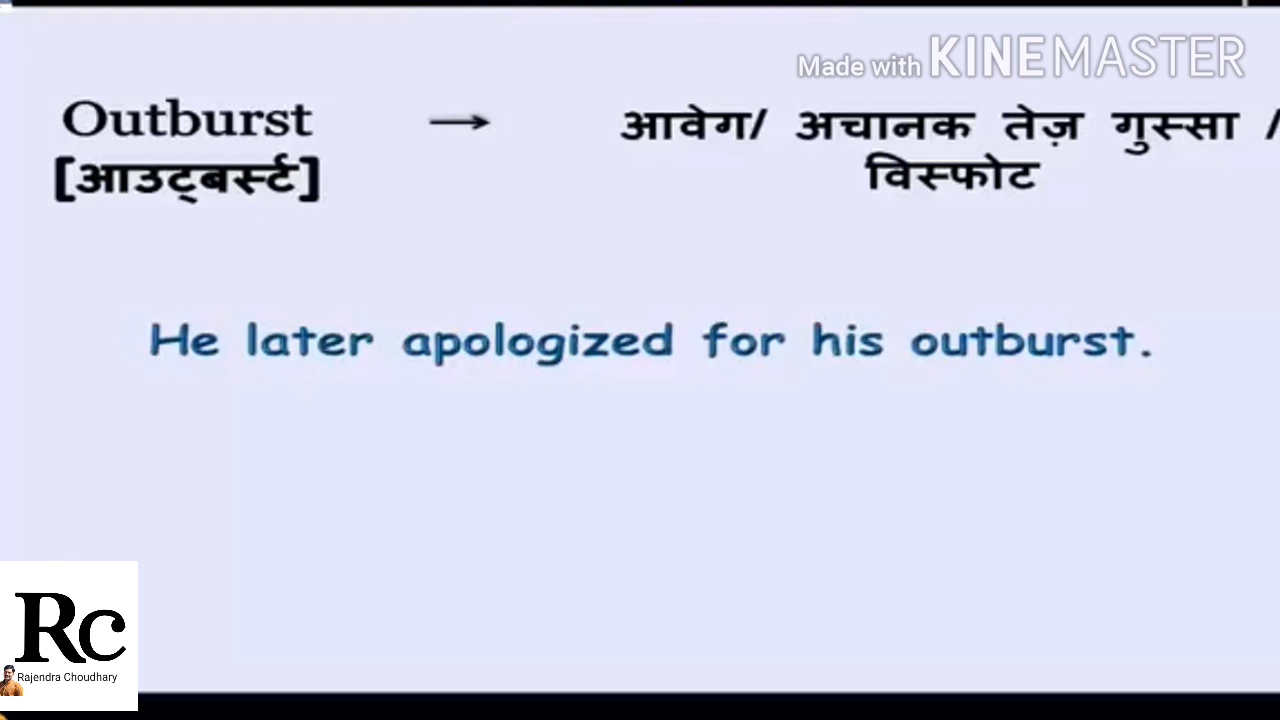 Made with KINEMASTER
Outburst → आवेग/ अचानक तेज़ गुस्सा /
[आउट्बर्स्ट] विस्फोट
He later apologized for his outburst.
Rc
Rajendra Choudhary